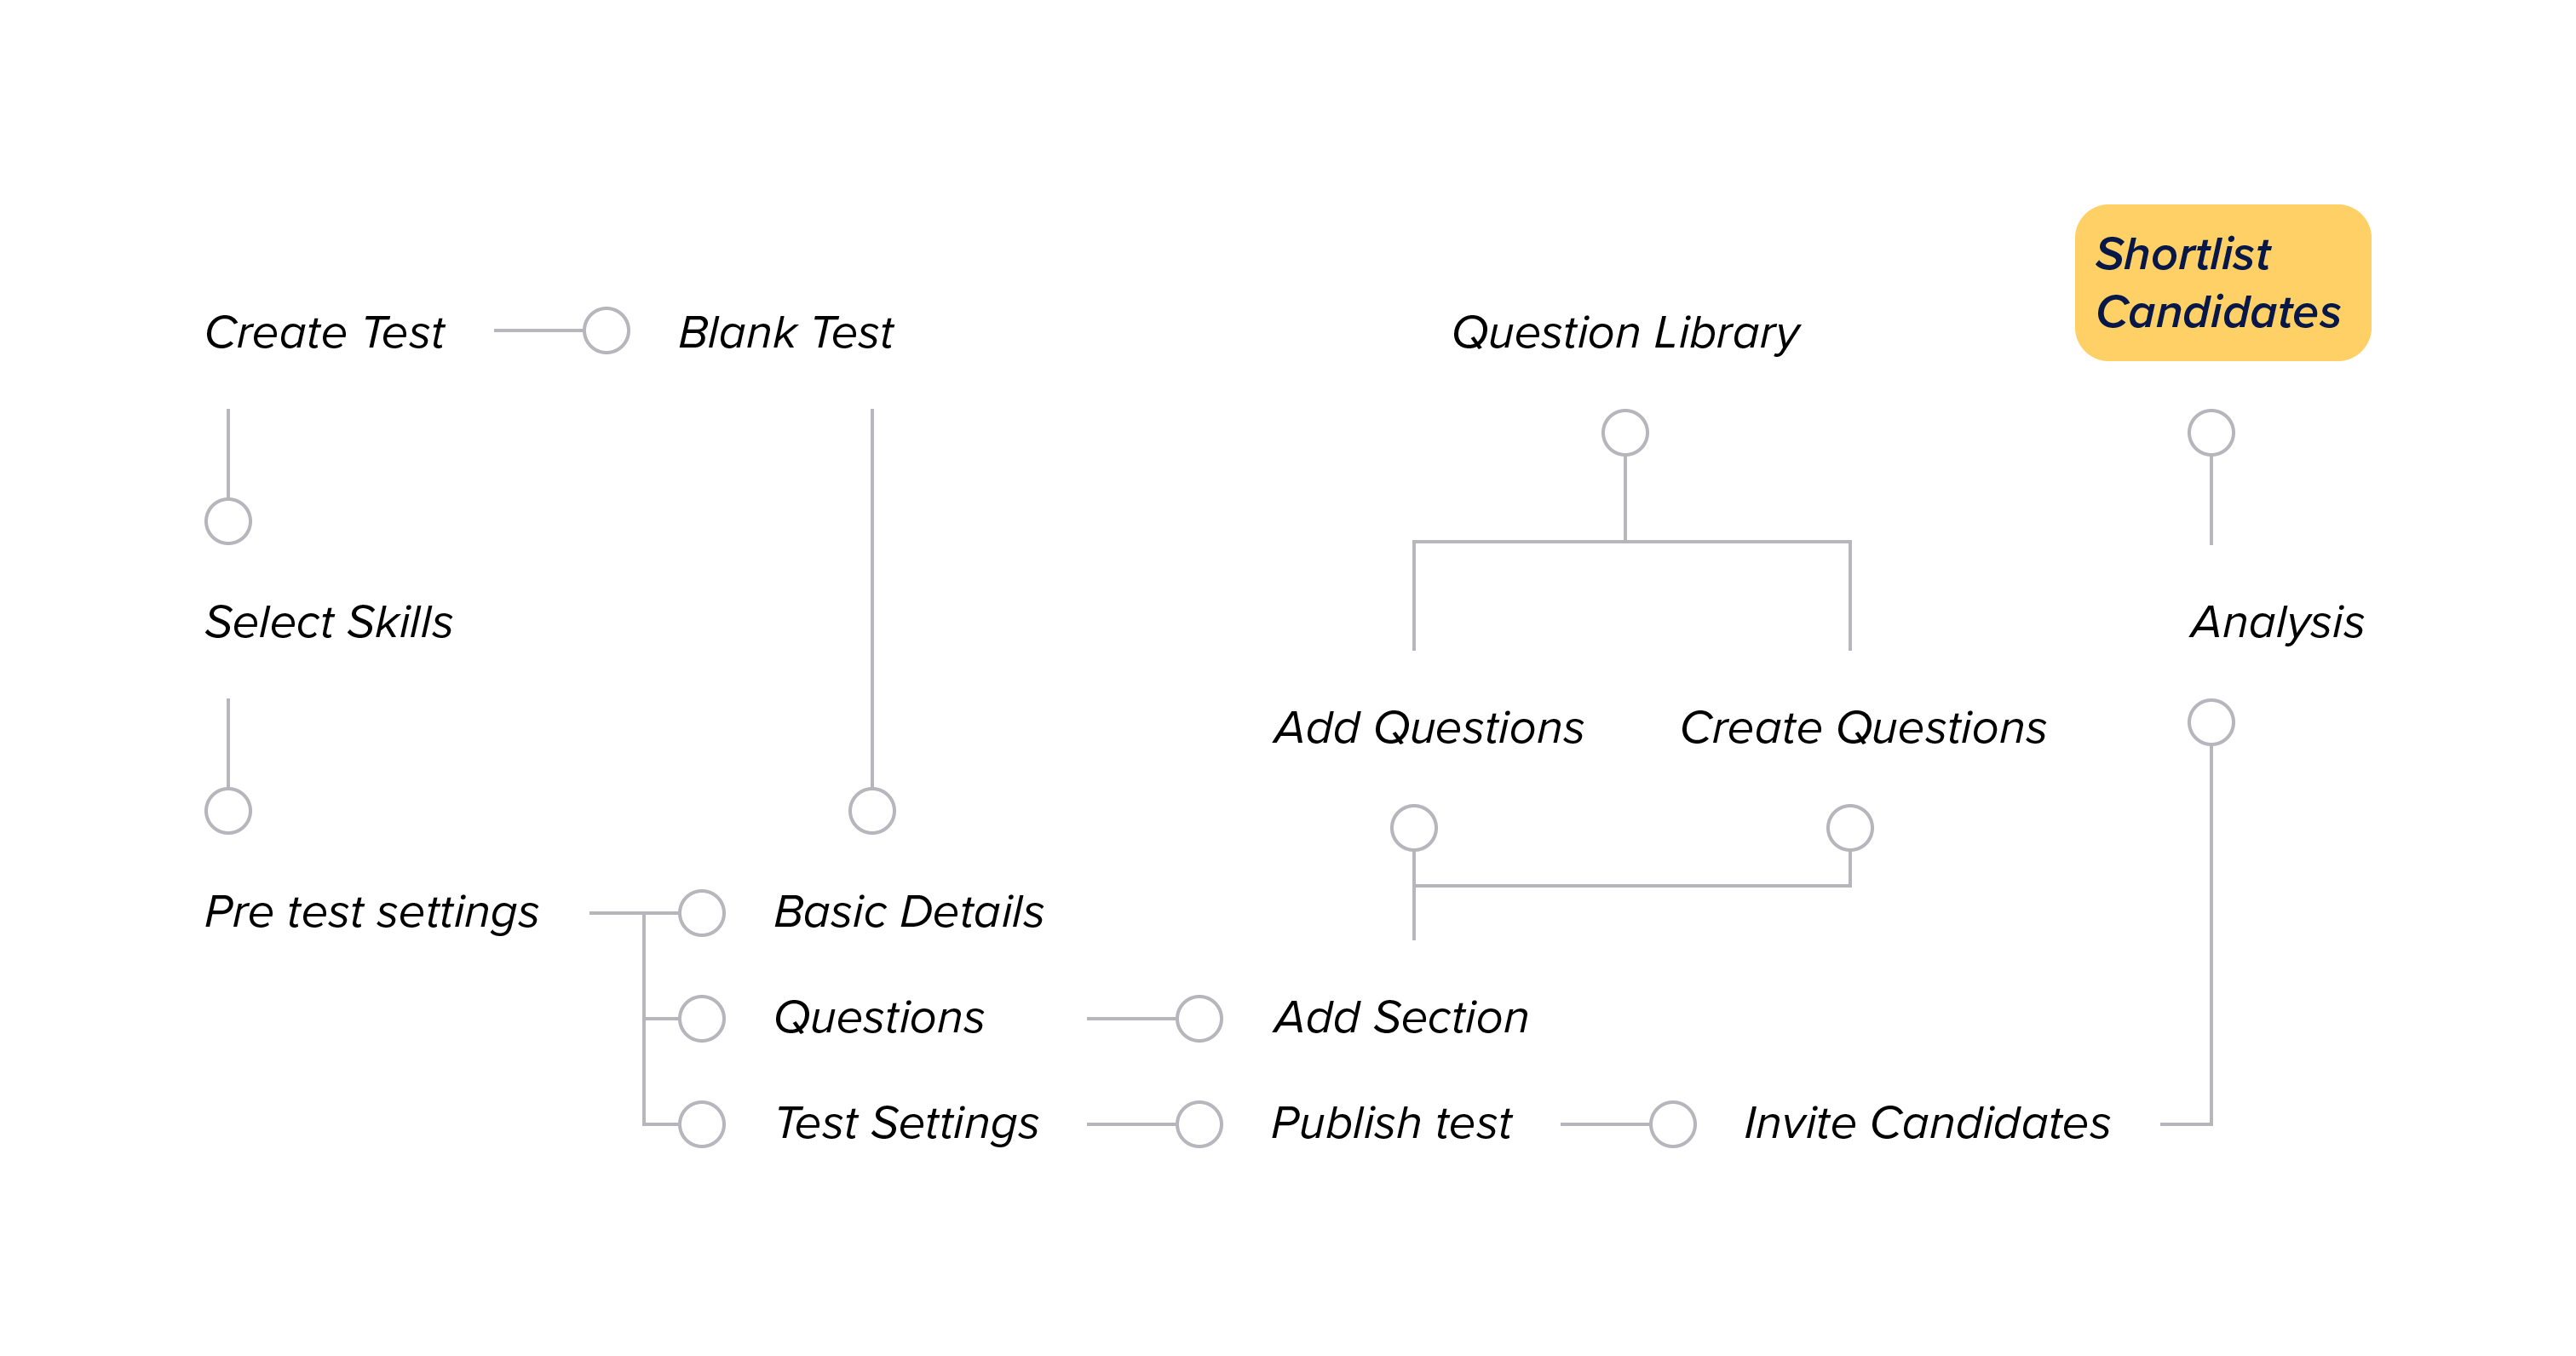 Shortlist
Candidates
Create Test
Blank Test
Question Library
Select Skills
Analysis
Add Questions
Create Questions
Pre test settings
Basic Details
Questions
Add Section
Test Settings
Publish test
Invite Candidates